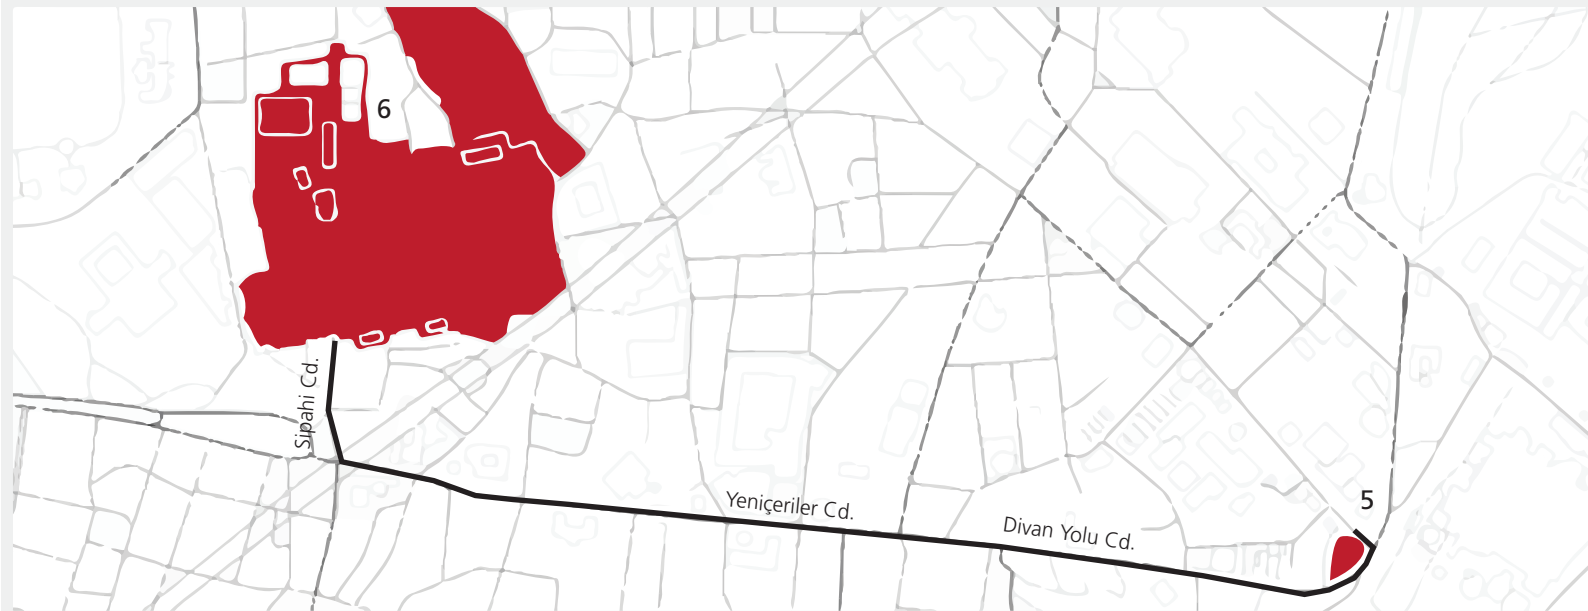 6
Sipahi Cd.
5
Yeniçeriler Cd.
Divan Yolu Cd.